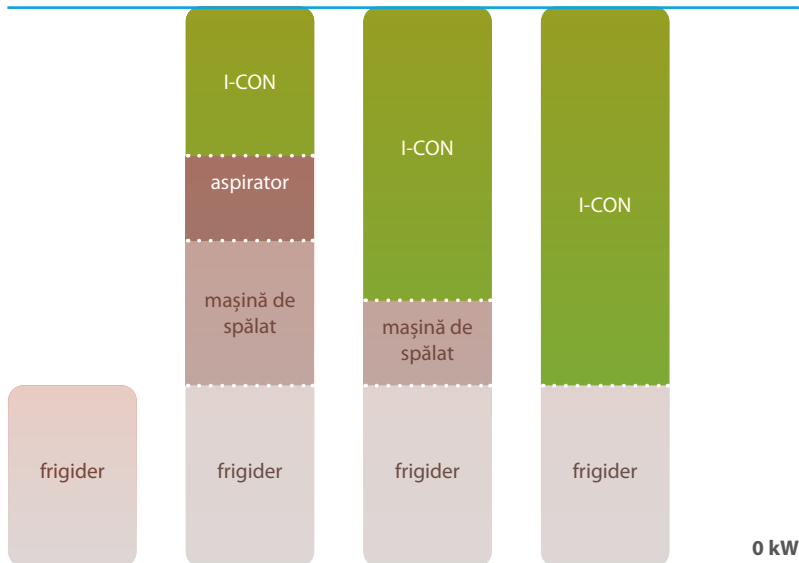 I-CON
aspirator
mașină de
spălat
frigider
I-CON
mașină de
spălat
frigider
I-CON
frigider
frigider
0 kW